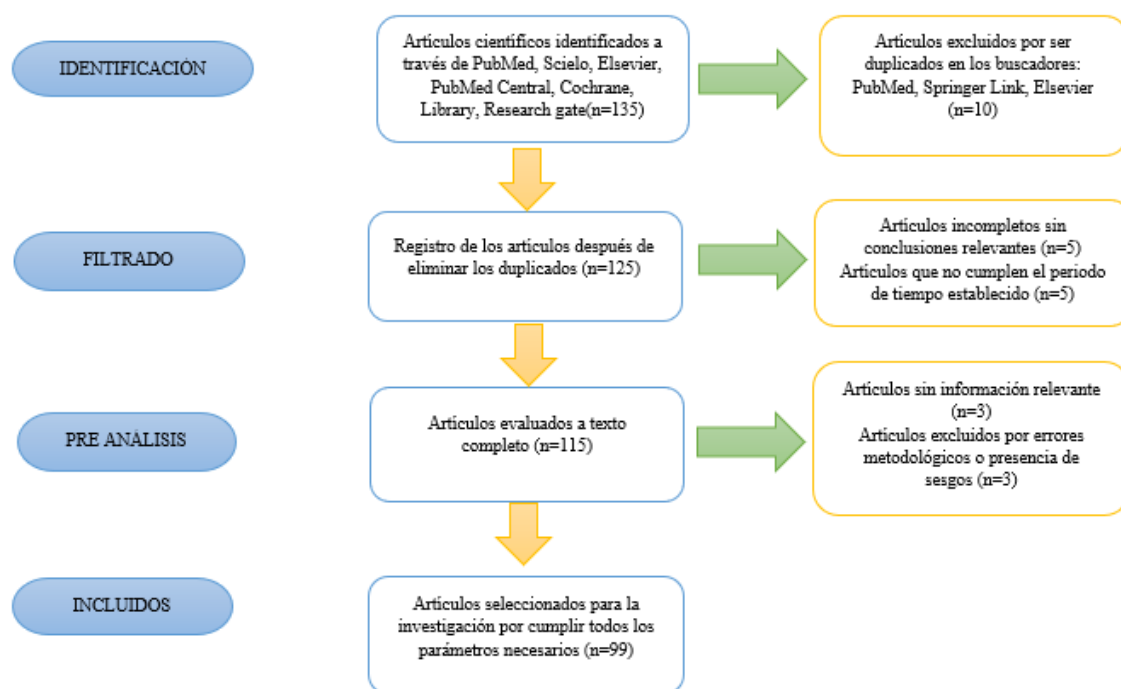 IDENTIFICACIÓN
Artículos científicos identificados a
través de PubMed, Scielo, Elsevier,
PubMed Central, Cochrane,
Library, Research gate(n=135)
Artículos excluidos por ser
duplicados en los buscadores:
PubMed, Springer Link, Elsevier
(n=10)
FILTRADO
Registro de los artículos después de
eliminar los duplicados (n=125)
Artículos incompletos sin
conclusiones relevantes (n=5)
Artículos que no cumplen el periodo
de tiempo establecido (n=5)
PRE ANÁLISIS
Artículos evaluados a texto
completo (n=115)
Artículos sin información relevante
(n=3)
Artículos excluidos por errores
metodológicos o presencia de
sesgos (n=3)
INCLUIDOS
Artículos seleccionados para la
investigación por cumplir todos los
parámetros necesarios (n=99)